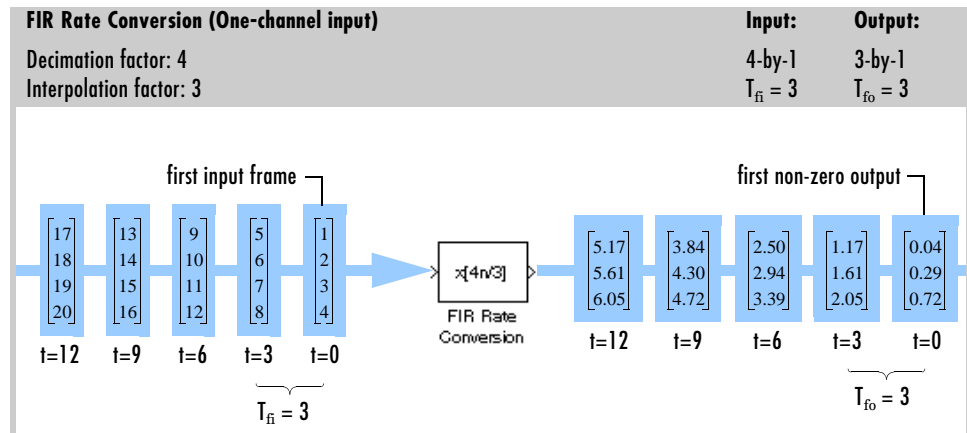 FIR Rate Conversion (One-channel input) Input: Output:
Decimation factor: 4 4-by-1 3-by-1
Interpolation factor: 3 Tfi = 3 Tfo = 3
first input frame first non-zero output
17 13 9 5 1 5.17 3.84 2.50 1.17 0.04
18 14 10 6 2 5.61 4.30 2.94 1.61 0.29
19 15 11 7 3 6.05 4.72 3.39 2.05 0.72
20 16 12 8 4
x[4n/3]
FIR Rate
Conversion
t=12 t=9 t=6 t=3 t=0 t=12 t=9 t=6 t=3 t=0
Tfi = 3 Tfo = 3